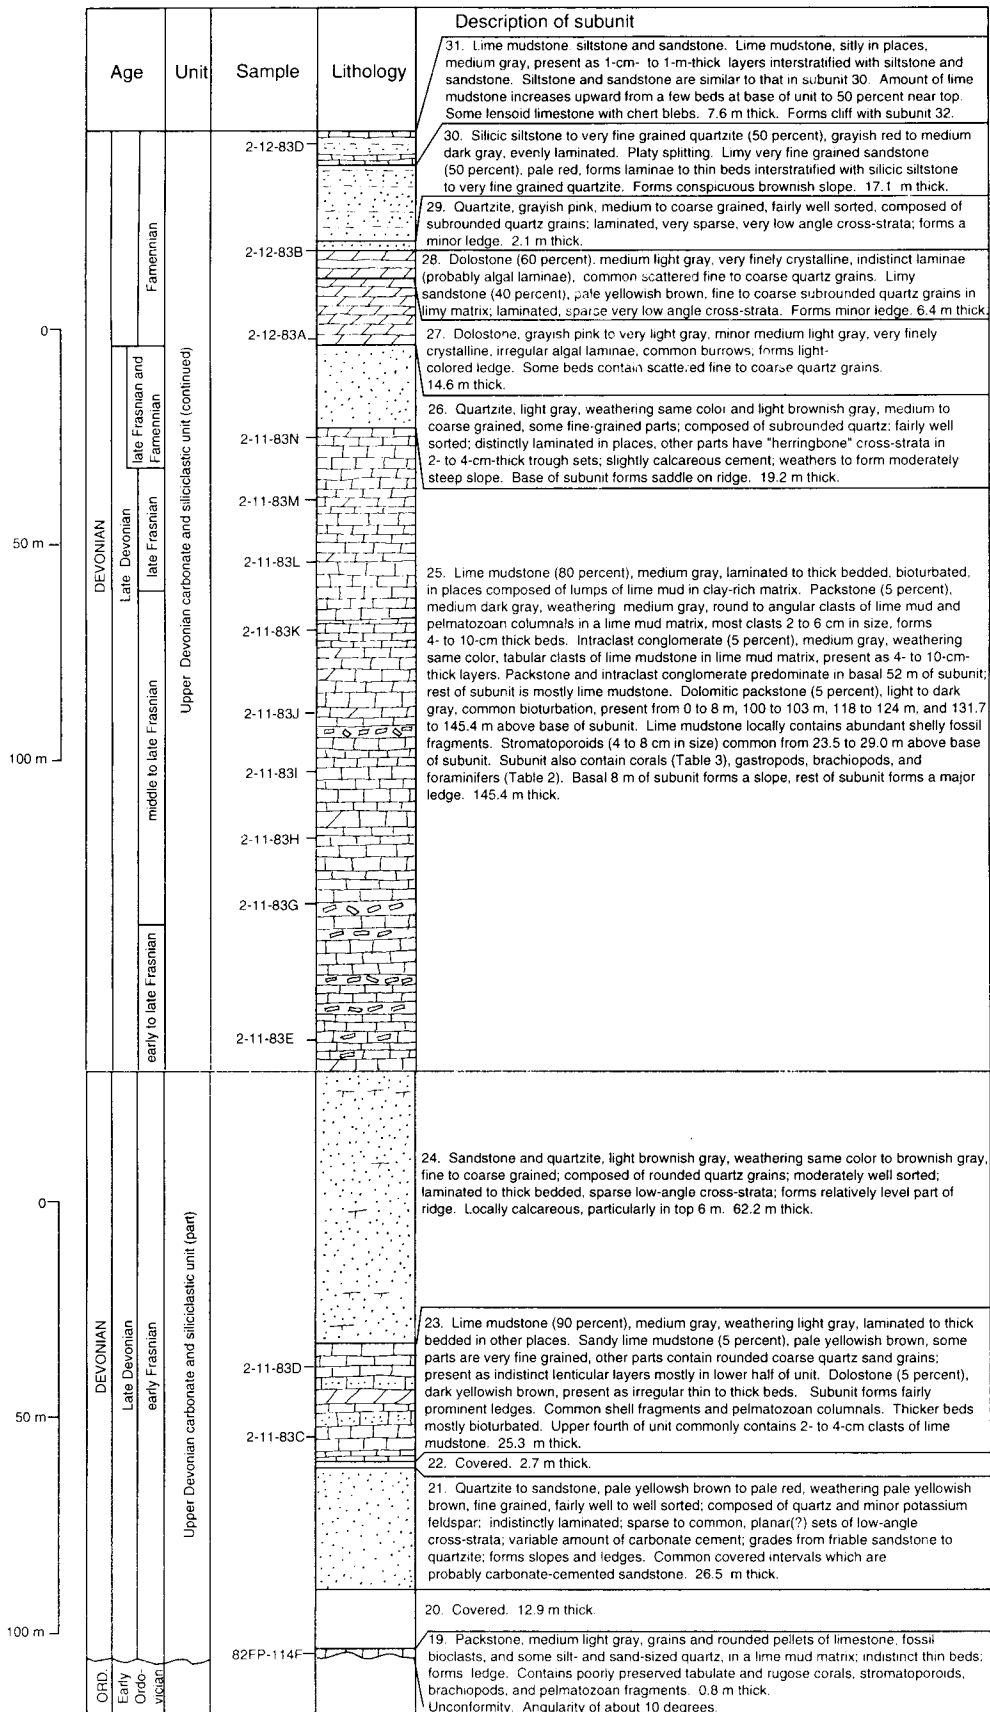 Age
Unit
Sample
Lithology
Description of subunit
31. Lime mudstone siltstone and sandstone. Lime mudstone, sitly in places,
medium gray, present as 1-cm- to 1-m-thick layers interstratified with siltstone and
sandstone. Siltstone and sandstone are similar to that in subunit 30. Amount of lime
mudstone increases upward from a few beds at base of unit to 50 percent near top.
Some lensoid limestone with chert blebs. 7.6 m thick. Forms cliff with subunit 32.
30. Silicic siltstone to very fine grained quartzite (50 percent), grayish red to medium
dark gray, evenly laminated. Platy splitting. Limy very fine grained sandstone
(50 percent), pale red, forms laminae to thin beds interstratified with silicic siltstone
to very fine grained quartzite. Forms conspicuous brownish slope. 17.1 m thick.
29. Quartzite, grayish pink, medium to coarse grained, fairly well sorted, composed of
subrounded quartz grains; laminated, very sparse, very low angle cross-strata; forms a
minor ledge. 2.1 m thick.
28. Dolostone (60 percent). medium light gray, very finely crystalline, indistinct laminae
(probably algal laminae), common scattered fine to coarse quartz grains. Limy
sandstone (40 percent), pale yellowish brown, fine to coarse subrounded quartz grains in
limy matrix; laminated, sparse very low angle cross-strata. Forms minor ledge. 6.4 m thick.
27. Dolostone, grayish pink to very light gray, minor medium light gray, very finely
crystalline, irregular algal laminae, common burrows; forms light-
colored ledge. Some beds contain scattered fine to coarse quartz grains.
14.6 m thick.
26. Quartzite, light gray, weathering same color and light brownish gray, medium to
coarse grained, some fine-grained parts; composed of subrounded quartz; fairly well
sorted; distinctly laminated in places, other parts have "herringbone" cross-strata in
2- to 4-cm-thick trough sets; slightly calcareous cement; weathers to form moderately
steep slope. Base of subunit forms saddle on ridge. 19.2 m thick.
25. Lime mudstone (80 percent), medium gray, laminated to thick bedded, bioturbated,
in places composed of lumps of lime mud in clay-rich matrix. Packstone (5 percent),
medium dark gray, weathering medium gray, round to angular clasts of lime mud and
pelmatozoan columnals in a lime mud matrix, most clasts 2 to 6 cm in size, forms
4- to 10-cm thick beds. Intraclast conglomerate (5 percent), medium gray, weathering
same color, tabular clasts of lime mudstone in lime mud matrix, present as 4- to 10-cm-
thick layers. Packstone and intraclast conglomerate predominate in basal 52 m of subunit;
rest of subunit is mostly lime mudstone. Dolomitic packstone (5 percent), light to dark
gray, common bioturbation, present from 0 to 8 m, 100 to 103 m, 118 to 124 m, and 131.7
to 145.4 m above base of subunit. Lime mudstone locally contains abundant shelly fossil
fragments. Stromatoporoids (4 to 8 cm in size) common from 23.5 to 29.0 m above base
of subunit. Subunit also contain corals (Table 3), gastropods, brachiopods, and
foraminifers (Table 2). Basal 8 m of subunit forms a slope, rest of subunit forms a major
ledge. 145.4 m thick.
24. Sandstone and quartzite, light brownish gray, weathering same color to brownish gray,
fine to coarse grained; composed of rounded quartz grains; moderately well sorted;
laminated to thick bedded, sparse low-angle cross-strata; forms relatively level part of
ridge. Locally calcareous, particularly in top 6 m. 62.2 m thick.
23. Lime mudstone (90 percent), medium gray, weathering light gray, laminated to thick
bedded in other places. Sandy lime mudstone (5 percent), pale yellowish brown, some
parts are very fine grained, other parts contain rounded coarse quartz sand grains;
present as indistinct lenticular layers mostly in lower half of unit. Dolostone (5 percent),
dark yellowish brown, present as irregular thin to thick beds. Subunit forms fairly
prominent ledges. Common shell fragments and pelmatozoan columnals. Thicker beds
mostly bioturbated. Upper fourth of unit commonly contains 2- to 4-cm clasts of lime
mudstone. 25.3 m thick.
22. Covered. 2.7 m thick.
21. Quartzite to sandstone, pale yellowsh brown to pale red, weathering pale yellowish
brown, fine grained, fairly well to well sorted; composed of quartz and minor potassium
feldspar; indistinctly laminated; sparse to common, planar(?) sets of low-angle
cross-strata; variable amount of carbonate cement; grades from friable sandstone to
quartzite; forms slopes and ledges. Common covered intervals which are
probably carbonate-cemented sandstone. 26.5 m thick.
20. Covered. 12.9 m thick.
19. Packstone, medium light gray, grains and rounded pellets of limestone, fossil
bioclasts, and some silt- and sand-sized quartz, in a lime mud matrix; indistinct thin beds;
forms ledge. Contains poorly preserved tabulate and rugose corals, stromatoporoids,
brachiopods, and pelmatozoan fragments. 0.8 m thick.
Unconformity. Angularity of about 10 degrees.
2-12-83D
2-12-83B
2-12-83A
2-11-83N
2-11-83M
2-11-83L
2-11-83K
2-11-83J
2-11-83I
2-11-83H
2-11-83G
2-11-83E
2-11-83D
2-11-83C
82FP-114F
0
50 m
100 m
0
50 m
100 m
DEVONIAN
Late Devonian
Famennian
late Frasnian and
Famennian
late Frasnian
middle to late Frasnian
early to late Frasnian
Upper Devonian carbonate and siliciclastic unit (continued)
DEVONIAN
Late Devonian
early Frasnian
Upper Devonian carbonate and siliciclastic unit (part)
ORD.
Early
Ordo-
vician